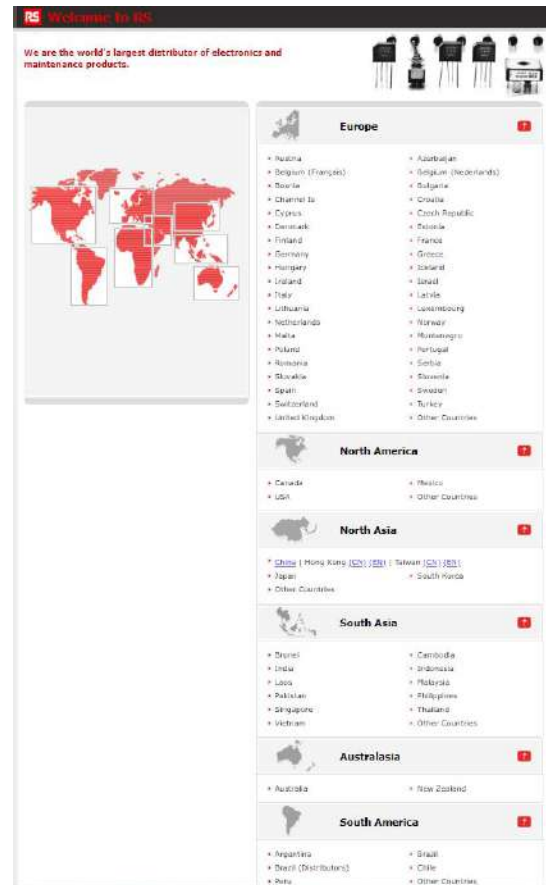 RS Welcome to RS
We are the world's largest distributor of electronics and
maintenance products.
Europe
Austria
Azerbaijan
Belgium (Français)
Belgium (Nederlands)
Bosnia
Bulgaria
Channel Is
Croatia
Cyprus
Czech Republic
Denmark
Estonia
Finland
France
Germany
Greece
Hungary
Iceland
Ireland
Israel
Italy
Latvia
Lithuania
Luxembourg
Netherlands
Norway
Malta
Montenegro
Poland
Portugal
Romania
Serbia
Slovakia
Slovenia
Spain
Sweden
Switzerland
Turkey
United Kingdom
Other Countries
North America
Canada
Mexico
USA
Other Countries
North Asia
China | Hong Kong (CN) (EN) | Taiwan (CN) (EN)
Japan
South Korea
Other Countries
South Asia
Brunei
Cambodia
India
Indonesia
Laos
Malaysia
Pakistan
Philippines
Singapore
Thailand
Vietnam
Other Countries
Australasia
Australia
New Zealand
South America
Argentina
Brazil
Brazil (Distributors)
Chile
Peru
Other Countries